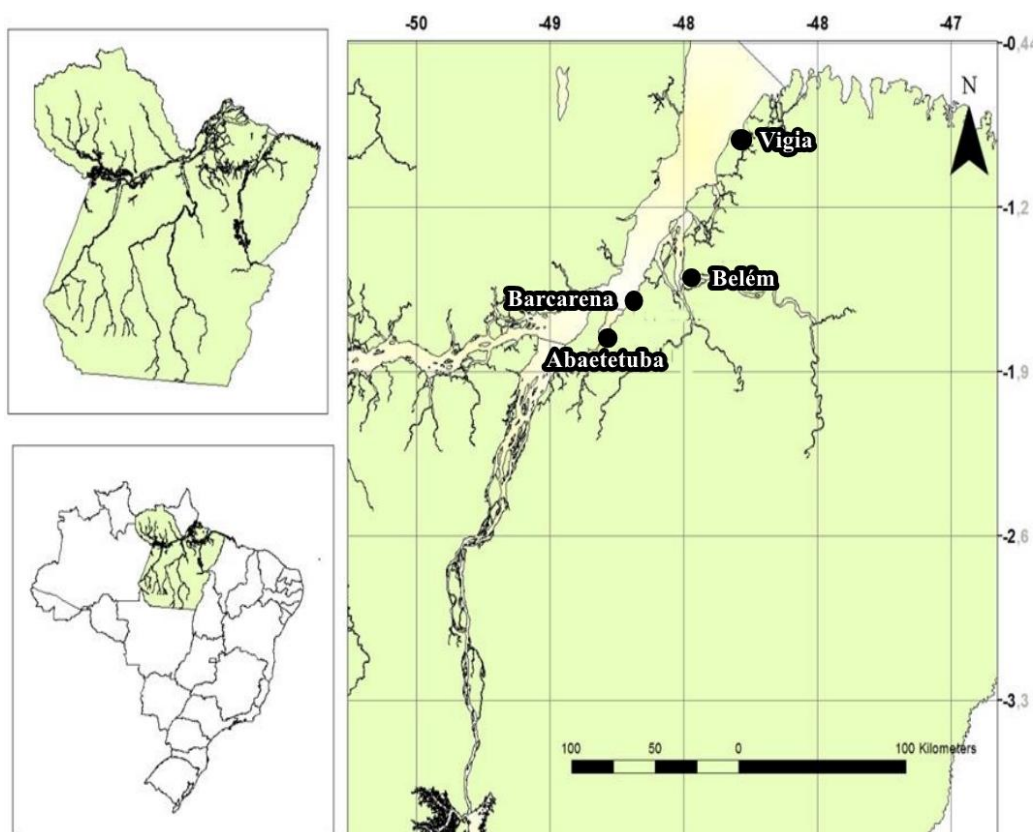 -50 -49 -48 -48 -47
-0,44
N
Vigia
-1,2
Belém
Barcarena
Abaetetuba
-1,9
-2,6
-3,3
100 50 0 100 Kilometers